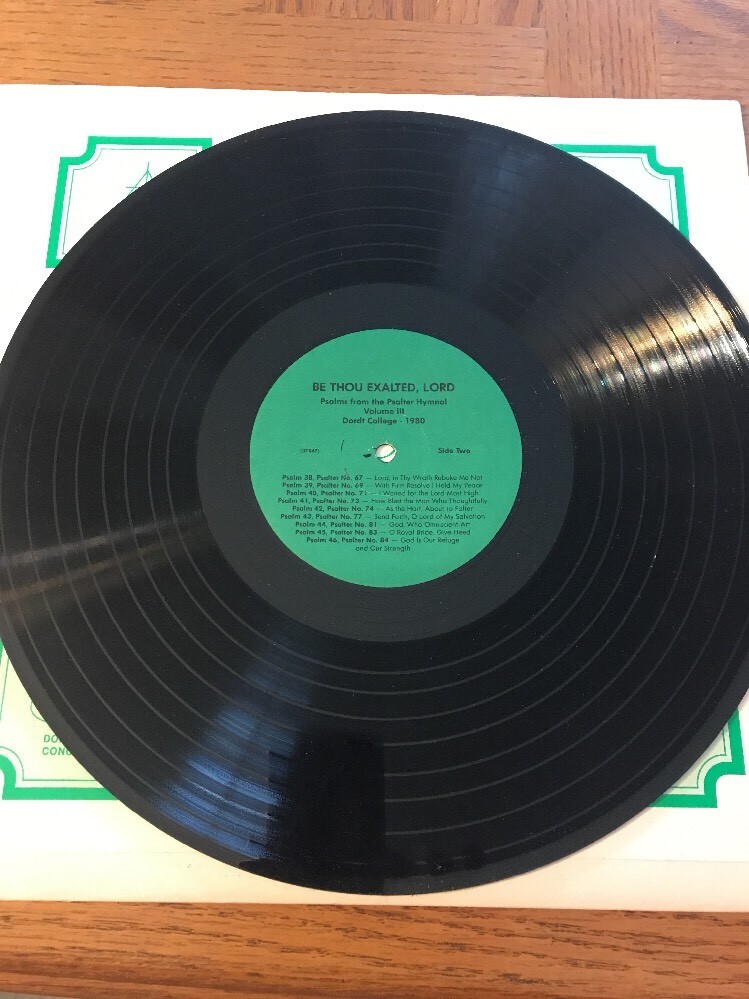 BE THOU EXALTED, LORD
Psalms from the Psalter Hymnal
Volume III
Dordt College - 1980
Side Two
Psalm 38, Psalter No. 67 — Lord, in Thy Wrath Rebuke Me Not
Psalm 39, Psalter No. 69 — With Firm Resolve I Held My Peace
Psalm 40, Psalter No. 71 — I Waited for the Lord Most High
Psalm 41, Psalter No. 73 — How Blest the Man Who Thoughtfully
Psalm 42, Psalter No. 74 — As the Hart, About to Falter
Psalm 43, Psalter No. 77 — Send Forth, O Lord of My Salvation
Psalm 44, Psalter No. 81 — God, Who Omniscient Art
Psalm 45, Psalter No. 83 — O Royal Bride, Give Heed
Psalm 46, Psalter No. 84 — God Is Our Refuge
and Our Strength
DO
CONC